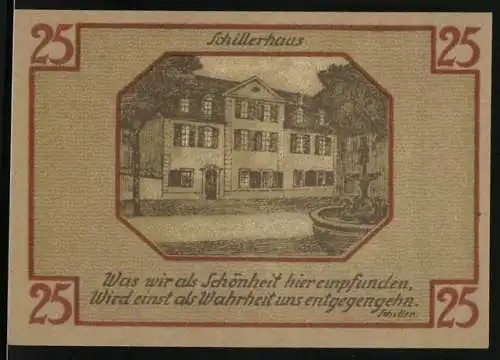 25 Schillerhaus 25
Was wir als Schönheit hier empfunden,
Wird einst als Wahrheit uns entgegengehn.
25 Schiller. 25